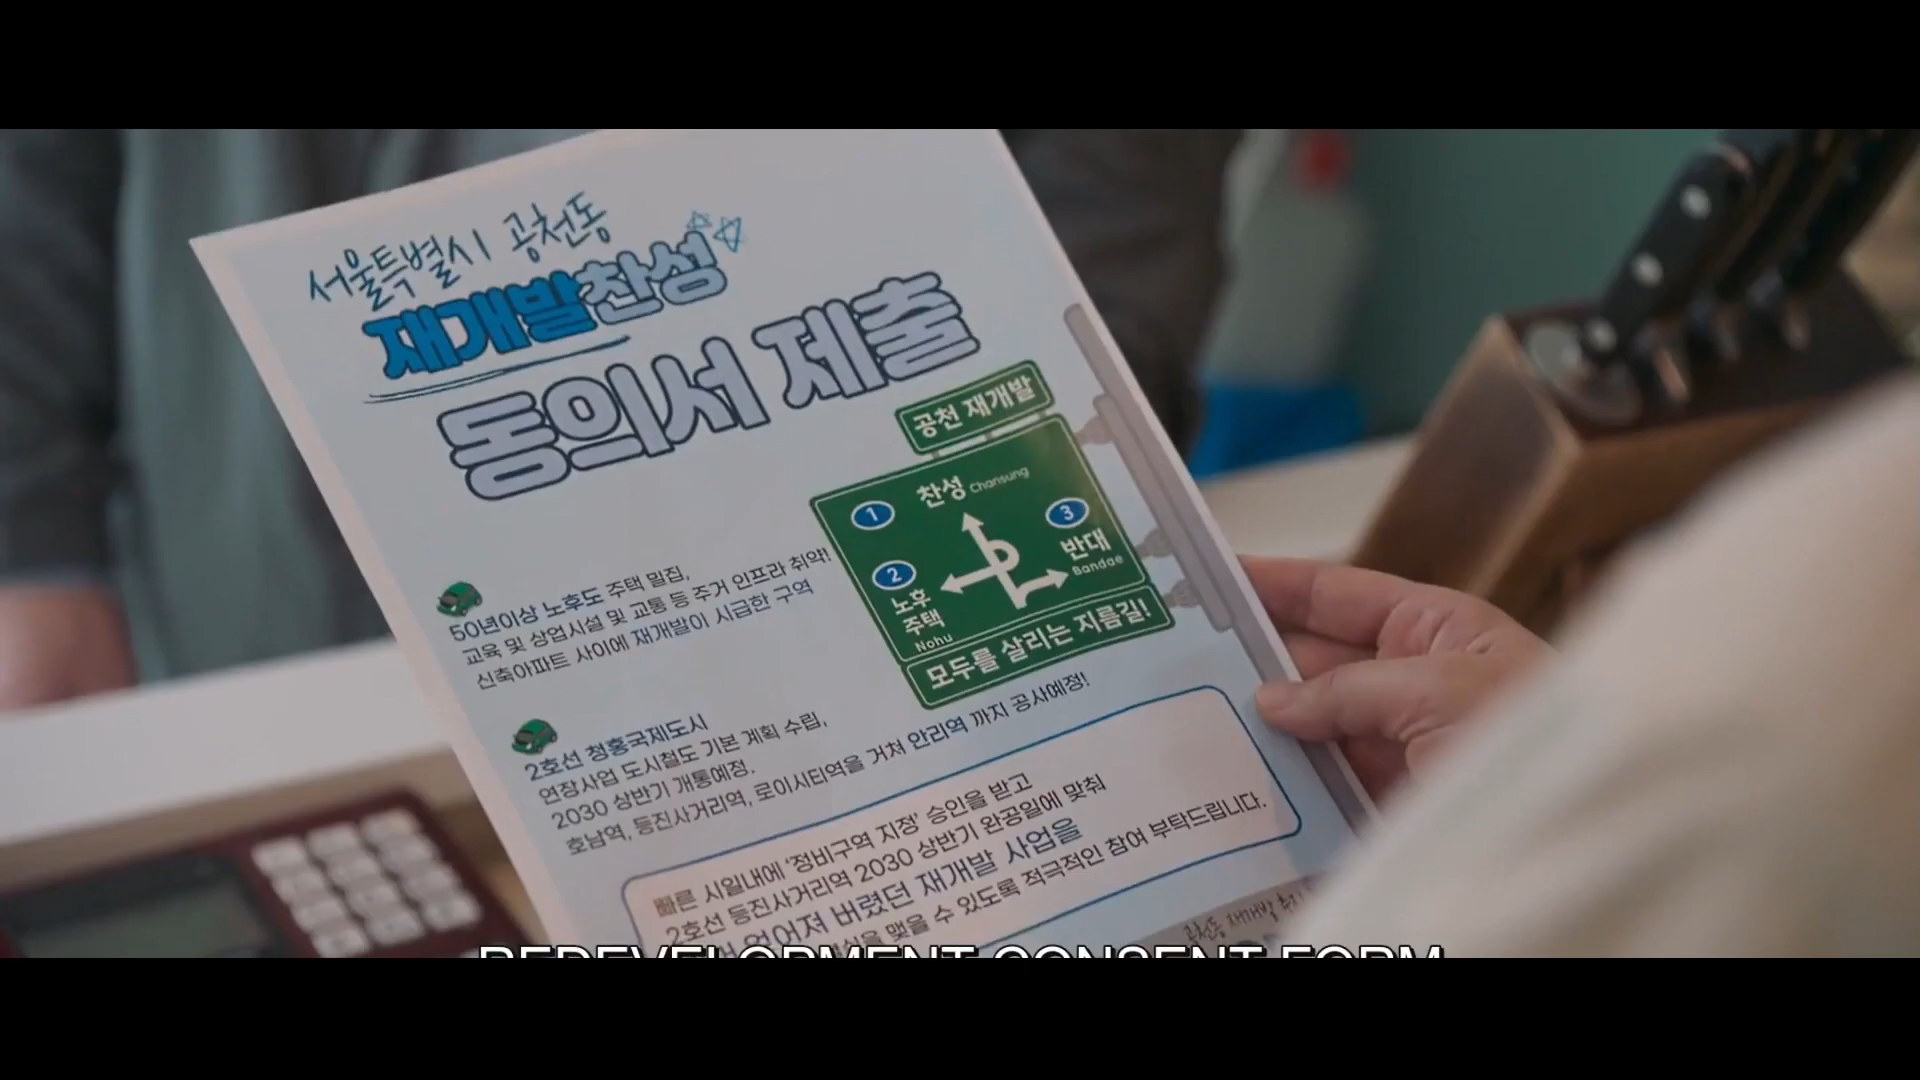 서울특별시 공천동
재개발찬성
동의서 제출
공천 재개발
찬성 Chansung
1
3
반대
Bandae
2
노후
주택
Nohu
모두를 살리는 지름길!
50년이상 노후도 주택 밀집,
교육 및 상업시설 및 교통 등 주거 인프라 취약!
신축아파트 사이에 재개발이 시급한 구역
2호선 청홍국제도시
연장사업 도시철도 기본 계획 수립,
2030 상반기 개통예정.
호남역, 등진사거리역, 로이시티역을 거쳐 안리역 까지 공사예정!
빠른 시일내에 '정비구역 지정' 승인을 받고
2호선 등진사거리역 2030 상반기 완공일에 맞춰
없어져 버렸던 재개발 사업을
맺을 수 있도록 적극적인 참여 부탁드립니다.
공천동 재개발
REDEVELOPMENT CONSENT FORM